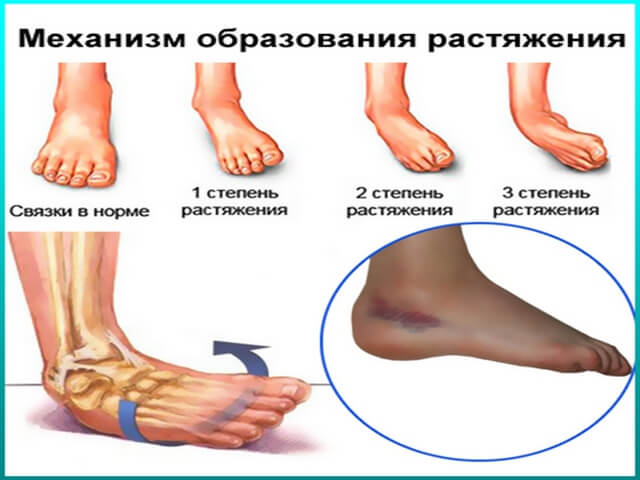 Механизм образования растяжения
Связки в норме
1 степень
растяжения
2 степень
растяжения
3 степень
растяжения